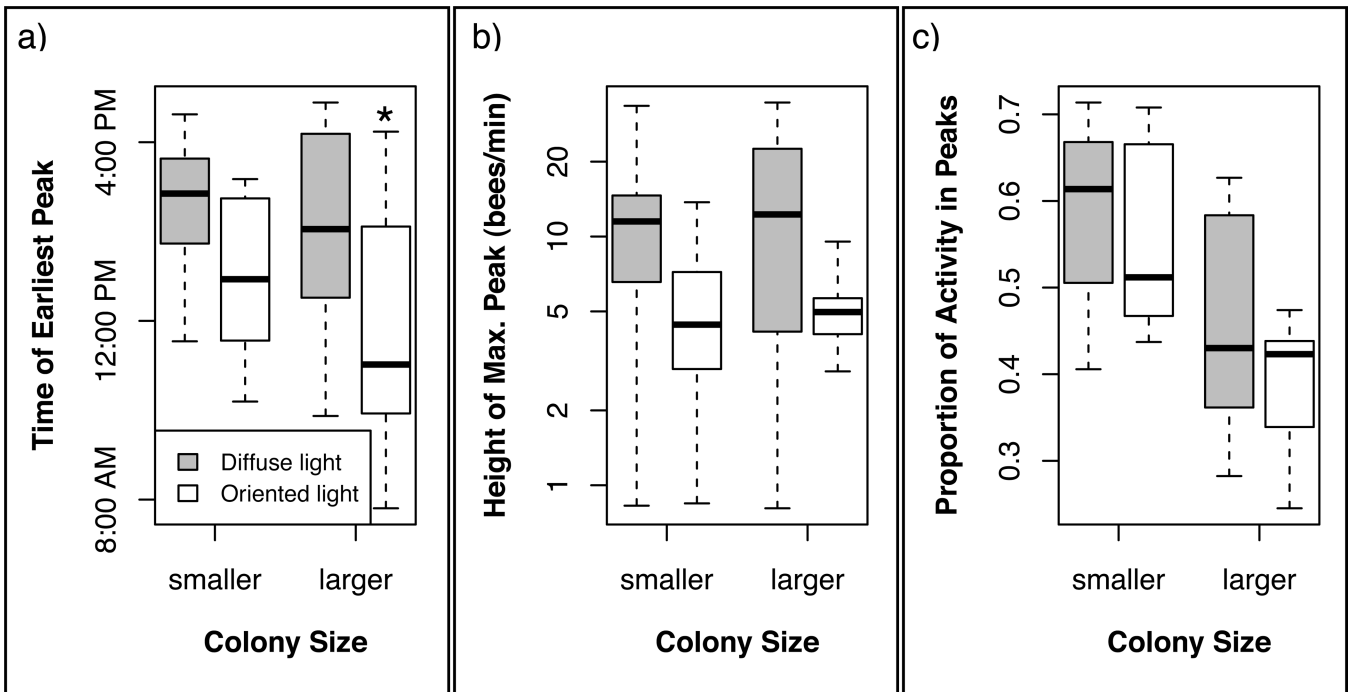 a)
Time of Earliest Peak
4:00 PM
12:00 PM
8:00 AM
*
Diffuse light
Oriented light
smaller
larger
Colony Size
b)
Height of Max. Peak (bees/min)
20
10
5
2
1
smaller
larger
Colony Size
c)
Proportion of Activity in Peaks
0.7
0.6
0.5
0.4
0.3
smaller
larger
Colony Size